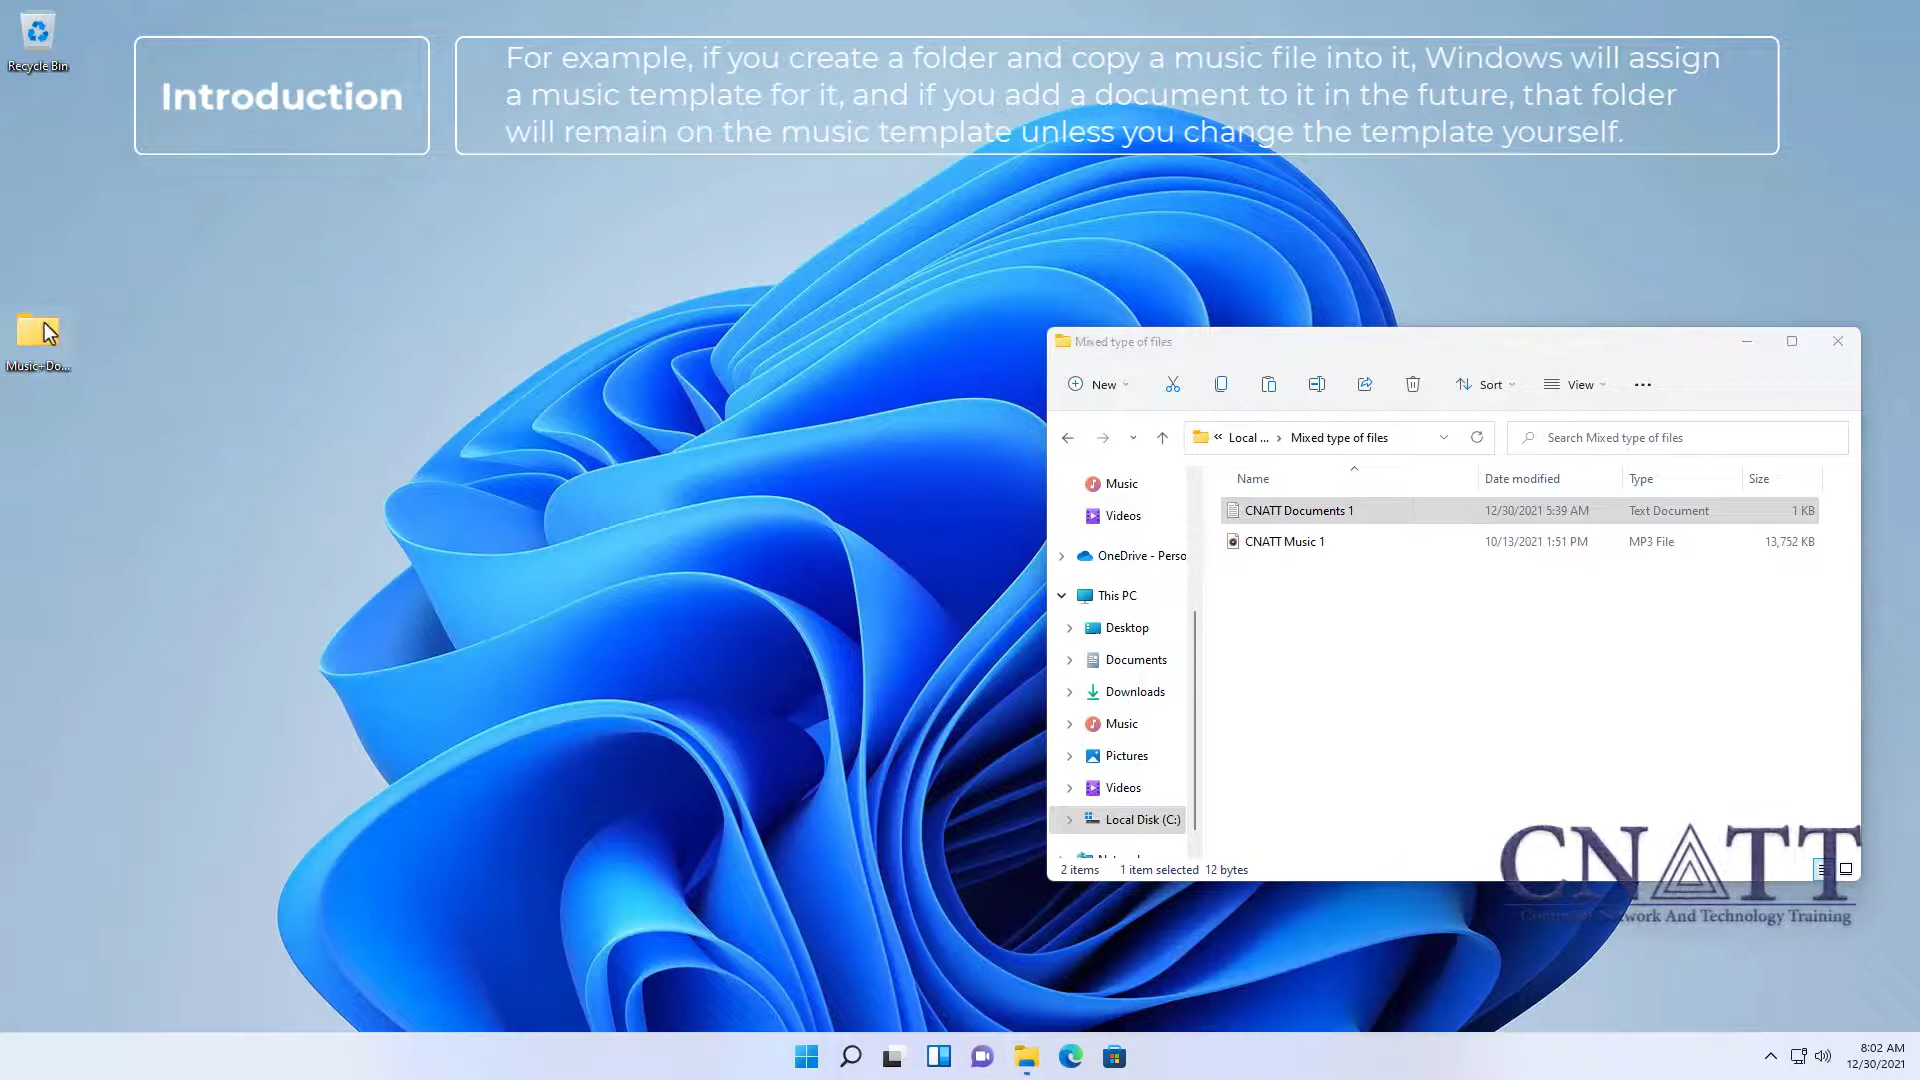 Recycle Bin
Introduction
For example, if you create a folder and copy a music file into it, Windows will assign
a music template for it, and if you add a document to it in the future, that folder
will remain on the music template unless you change the template yourself.
Music+Do...
Mixed type of files
New
Sort
View
« Local ... › Mixed type of files
Search Mixed type of files
Name Date modified Type Size
CNATT Documents 1 12/30/2021 5:39 AM Text Document 1 KB
CNATT Music 1 10/13/2021 1:51 PM MP3 File 13,752 KB
Music
Videos
OneDrive - Perso
This PC
Desktop
Documents
Downloads
Music
Pictures
Videos
Local Disk (C:)
2 items 1 item selected 12 bytes
CNATT
And Technology Training
8:02 AM
12/30/2021